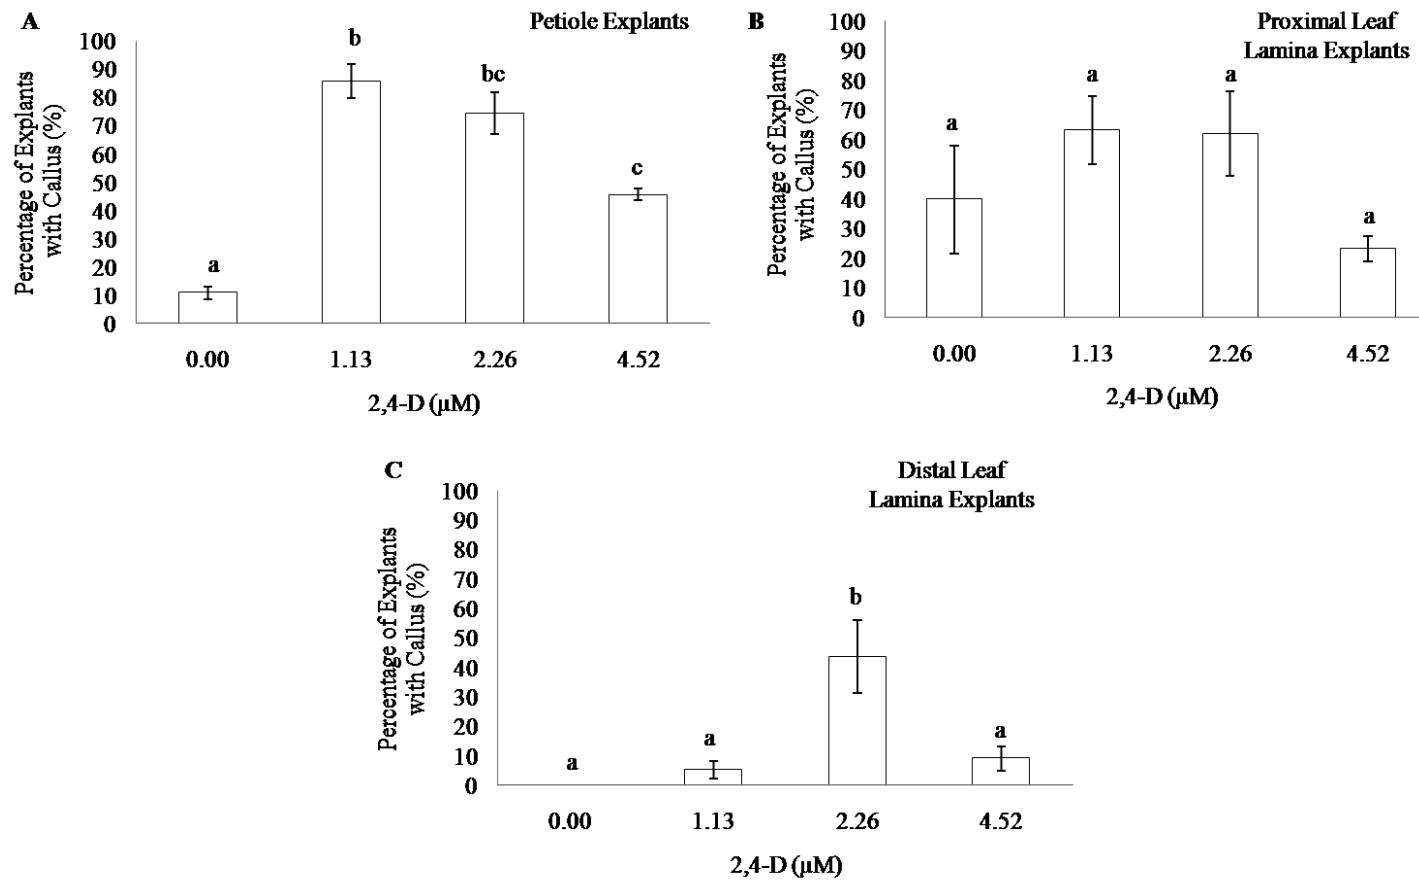 A
Petiole Explants
Percentage of Explants
with Callus (%)
100
90
80
70
60
50
40
30
20
10
0
a
b
bc
c
0.00 1.13 2.26 4.52
2,4-D (µM)
B
Proximal Leaf
Lamina Explants
Percentage of Explants
with Callus (%)
100
90
80
70
60
50
40
30
20
10
0
a
a
a
a
0.00 1.13 2.26 4.52
2,4-D (µM)
C
Distal Leaf
Lamina Explants
Percentage of Explants
with Callus (%)
100
90
80
70
60
50
40
30
20
10
0
a
a
b
a
0.00 1.13 2.26 4.52
2,4-D (µM)